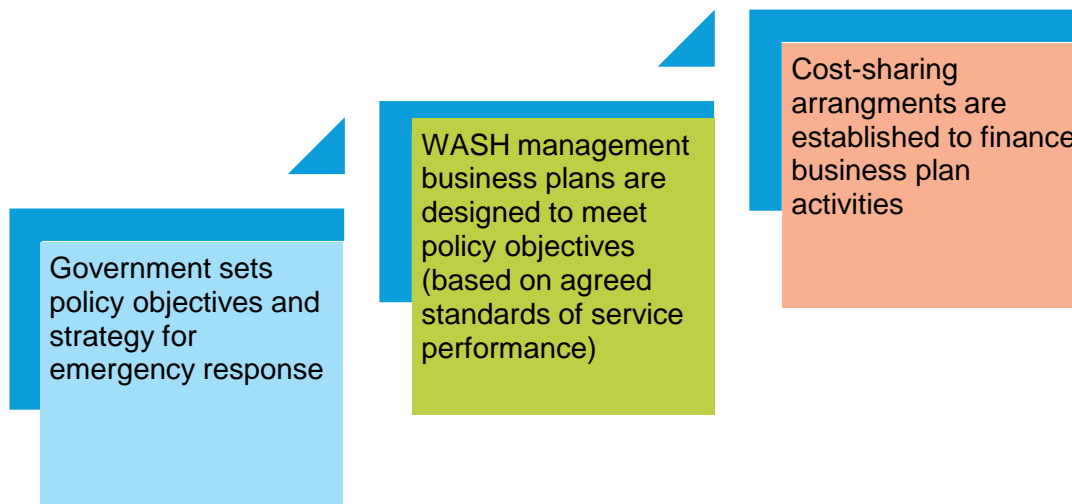 Government sets
policy objectives and
strategy for
emergency response
WASH management
business plans are
designed to meet
policy objectives
(based on agreed
standards of service
performance)
Cost-sharing
arrangments are
established to finance
business plan
activities